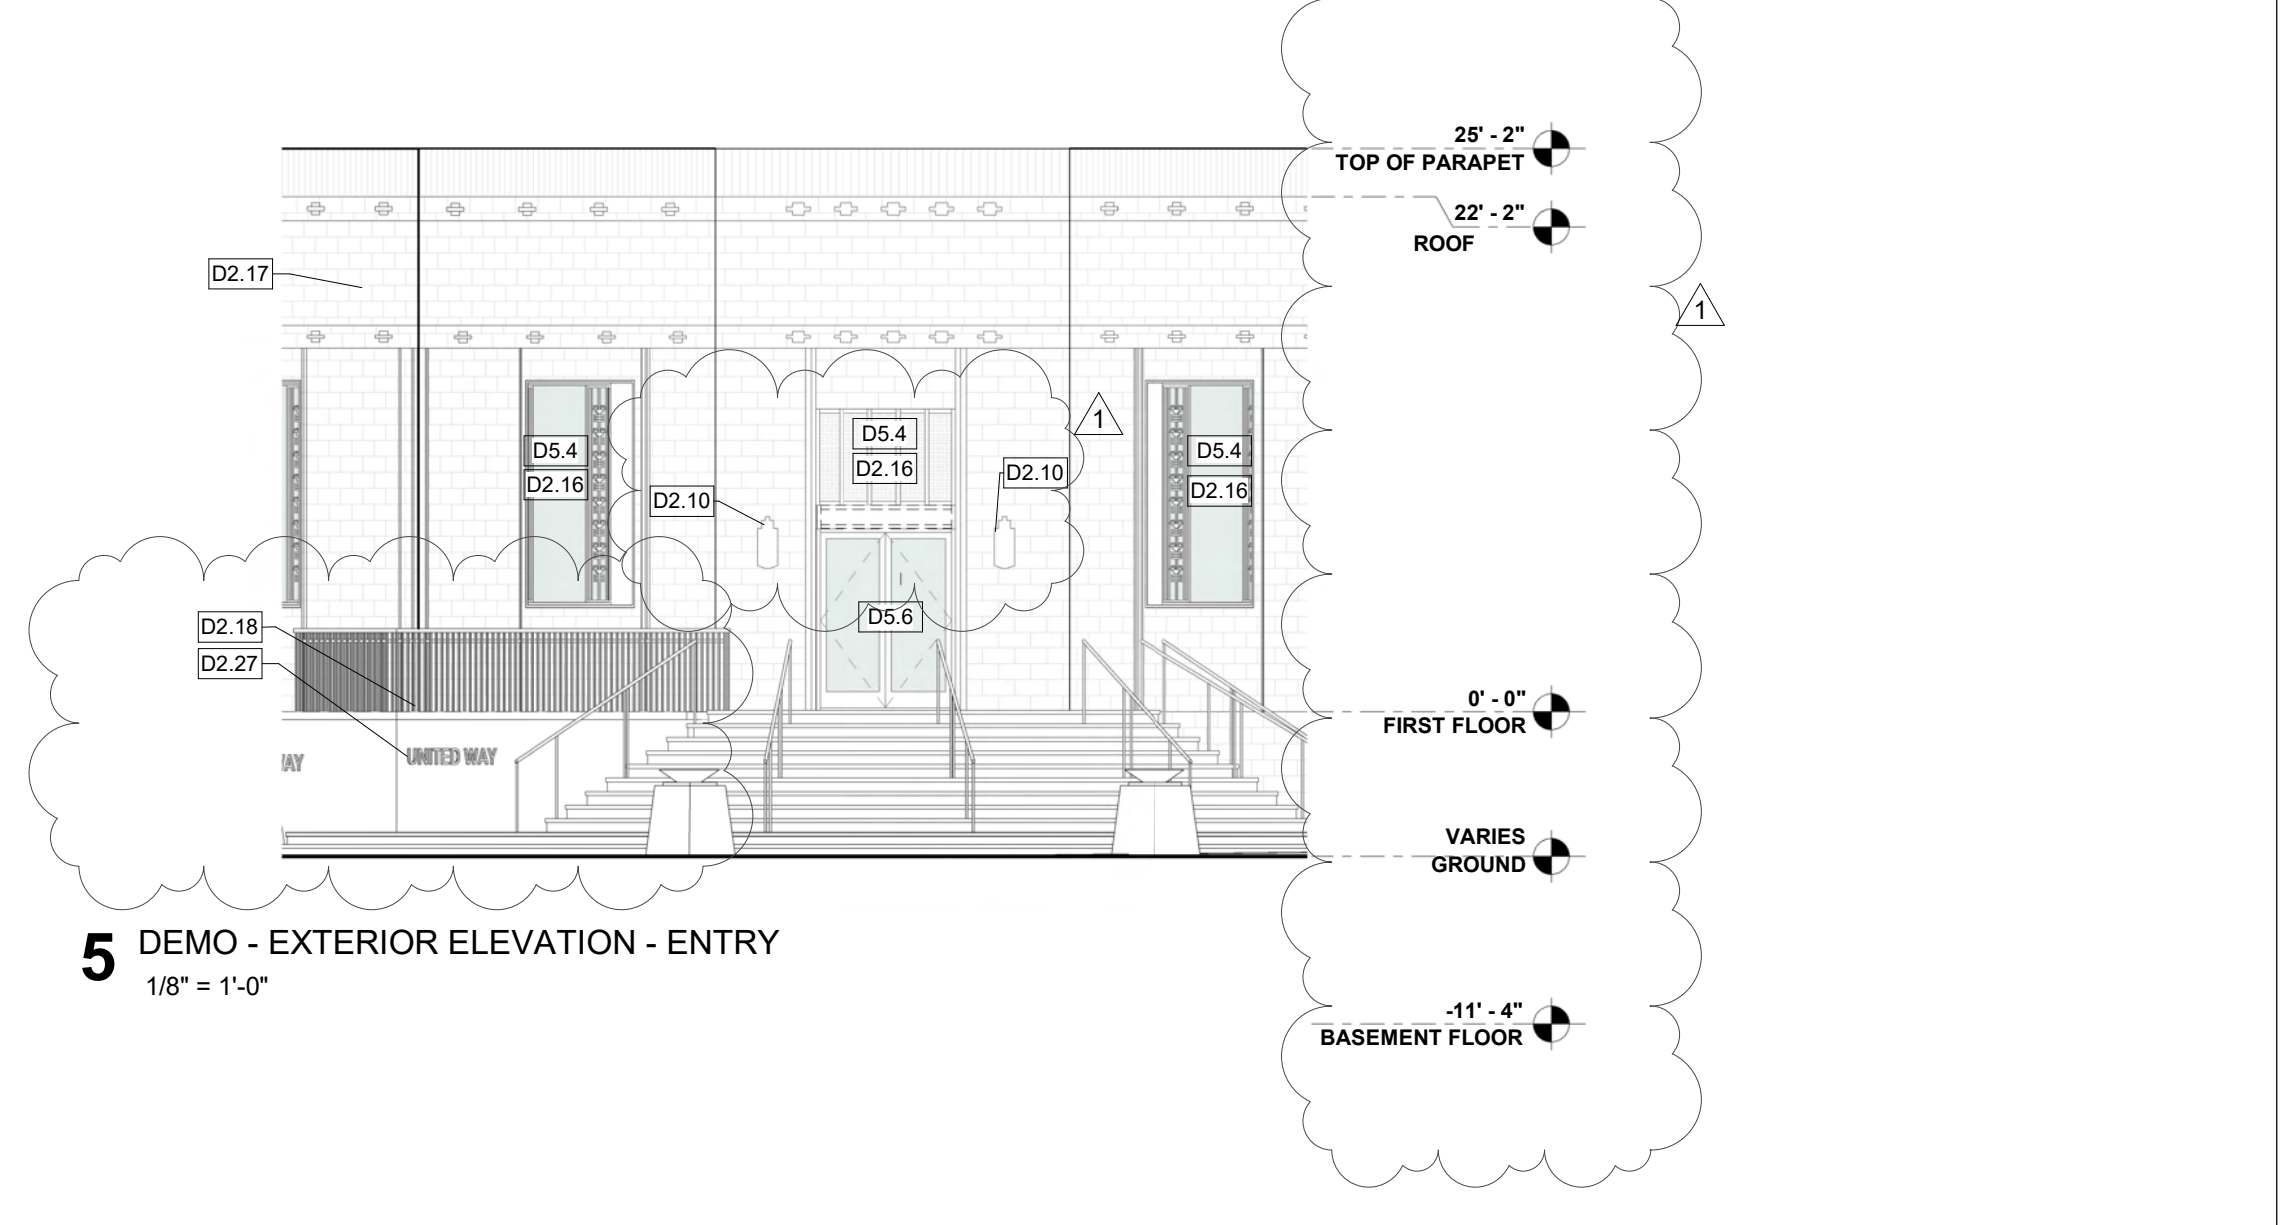 25' - 2"
TOP OF PARAPET
22' - 2"
ROOF
D2.17
1
1
D5.4
D2.16
D5.4
D2.16
D5.4
D2.16
D2.10
D2.10
D5.6
D2.18
D2.27
0' - 0"
FIRST FLOOR
WAY
UNITED WAY
VARIES
GROUND
5 DEMO - EXTERIOR ELEVATION - ENTRY
1/8" = 1'-0"
-11' - 4"
BASEMENT FLOOR